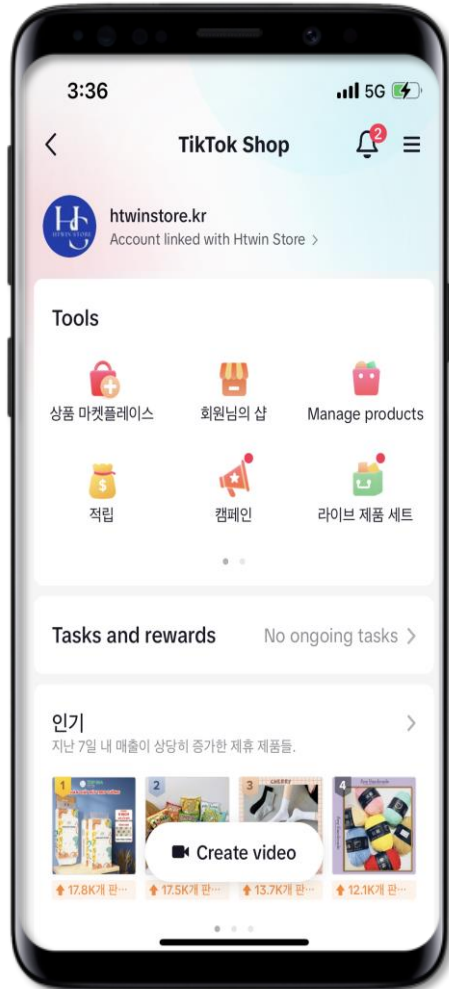 3:36
5G
TikTok Shop
2
htwinstore.kr
Account linked with Htwin Store >
HTWIN STORE
Tools
상품 마켓플레이스
회원님의 샵
Manage products
적립
캠페인
라이브 제품 세트
Tasks and rewards
No ongoing tasks >
인기
지난 7일 내 매출이 상당히 증가한 제휴 제품들.
1
2
3
4
Create video
17.8K개 판…
17.5K개 판…
13.7K개 판…
12.1K개 판…